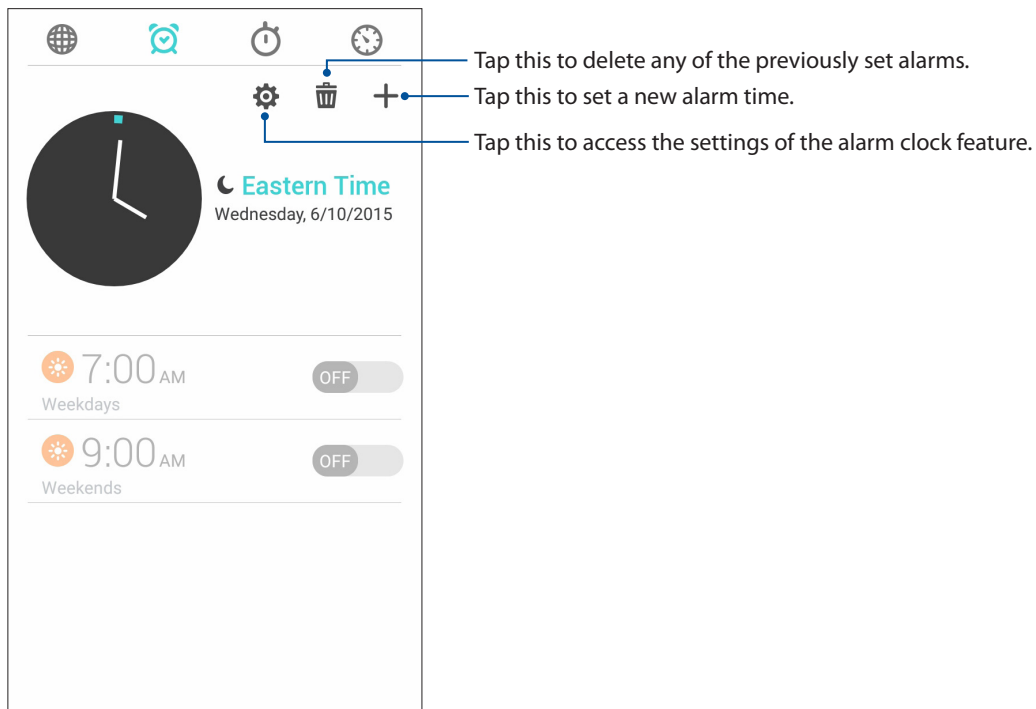 Tap this to delete any of the previously set alarms.
Tap this to set a new alarm time.
Tap this to access the settings of the alarm clock feature.
Eastern Time
Wednesday, 6/10/2015
7:00 AM
OFF
Weekdays
9:00 AM
OFF
Weekends